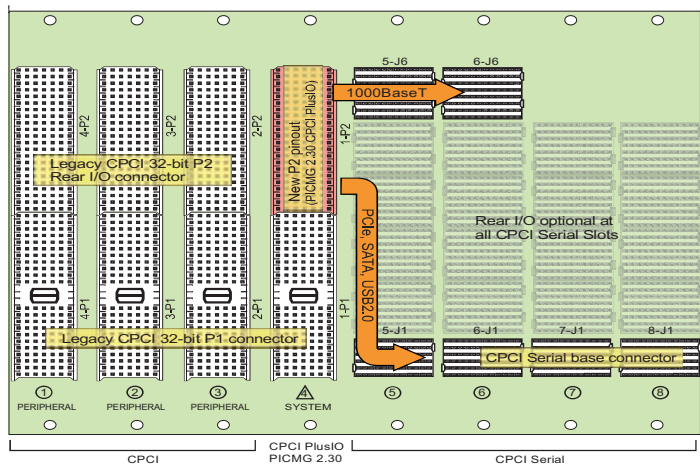 5-J6
6-J6
1000BaseT
4-P2
3-P2
2-P2
1-P2
New P2 pinout
(PICMG 2.30 CPCI PlusIO)
Legacy CPCI 32-bit P2
Rear I/O connector
PCIe, SATA, USB2.0
Rear I/O optional at
all CPCI Serial Slots
4-P1
3-P1
2-P1
1-P1
5-J1
6-J1
7-J1
8-J1
Legacy CPCI 32-bit P1 connector
CPCI Serial base connector
1
2
3
4
5
6
7
8
PERIPHERAL
PERIPHERAL
PERIPHERAL
SYSTEM
CPCI
CPCI PlusIO
PICMG 2.30
CPCI Serial